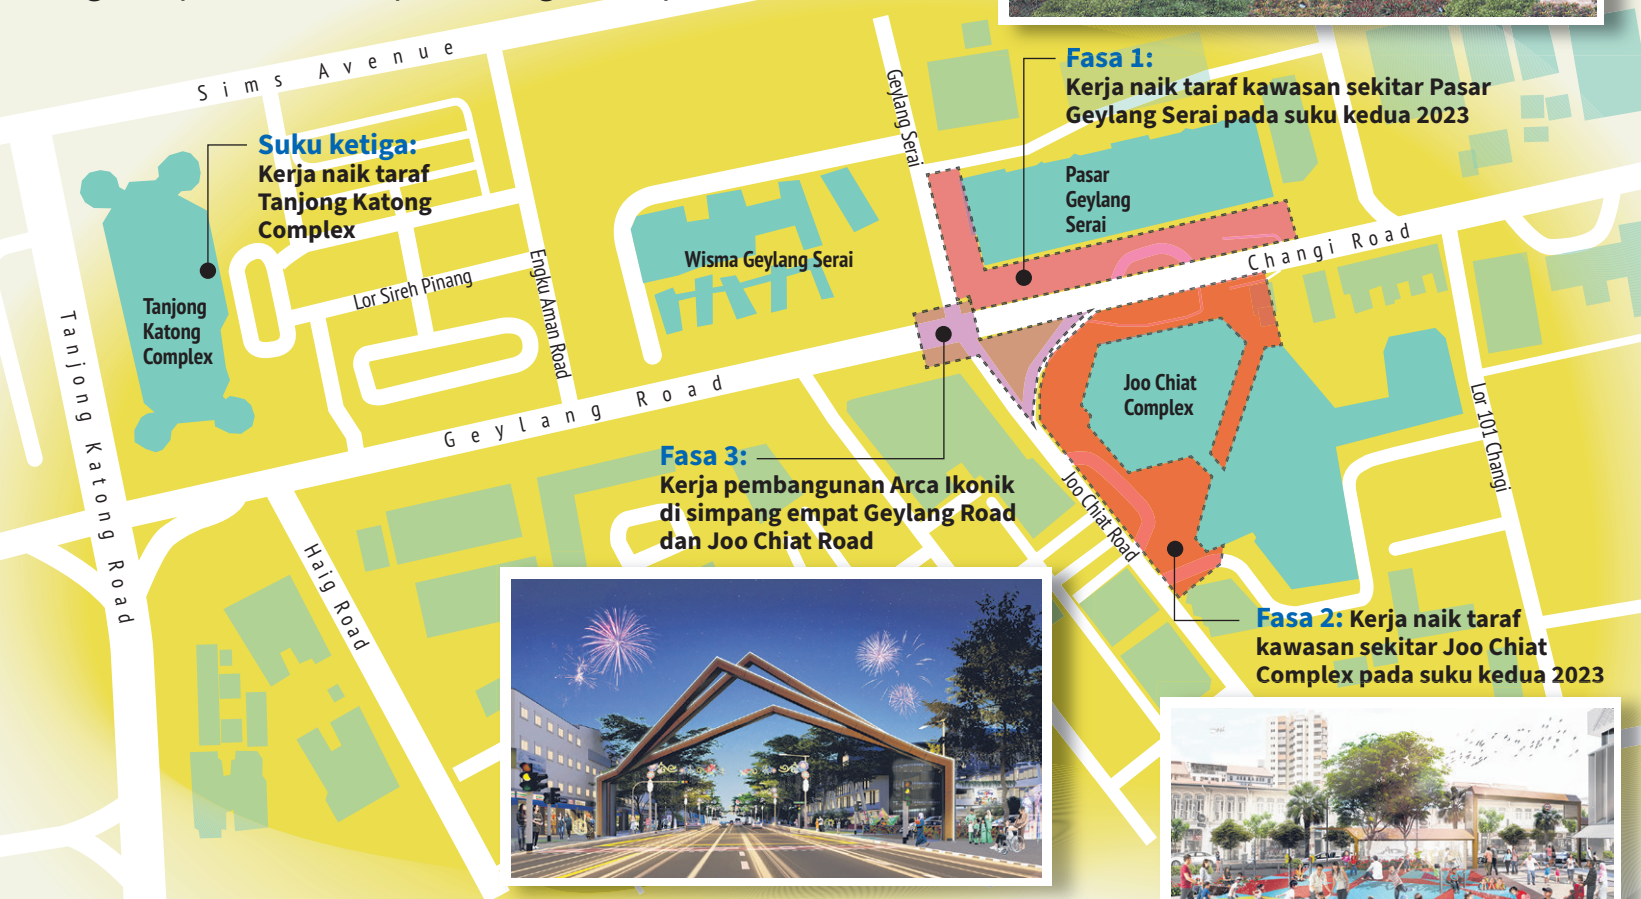 Sims Avenue
Geylang Serai
Fasa 1:
Kerja naik taraf kawasan sekitar Pasar
Geylang Serai pada suku kedua 2023
Suku ketiga:
Kerja naik taraf
Tanjong Katong
Complex
Pasar
Geylang
Serai
Wisma Geylang Serai
Changi Road
Engku Aman Road
Lor Sireh Pinang
Tanjong
Katong
Complex
Tanjong Katong Road
Geylang Road
Joo Chiat
Complex
Lor 101 Changi
Fasa 3:
Kerja pembangunan Arca Ikonik
di simpang empat Geylang Road
dan Joo Chiat Road
Joo Chiat Road
Haig Road
Fasa 2: Kerja naik taraf
kawasan sekitar Joo Chiat
Complex pada suku kedua 2023